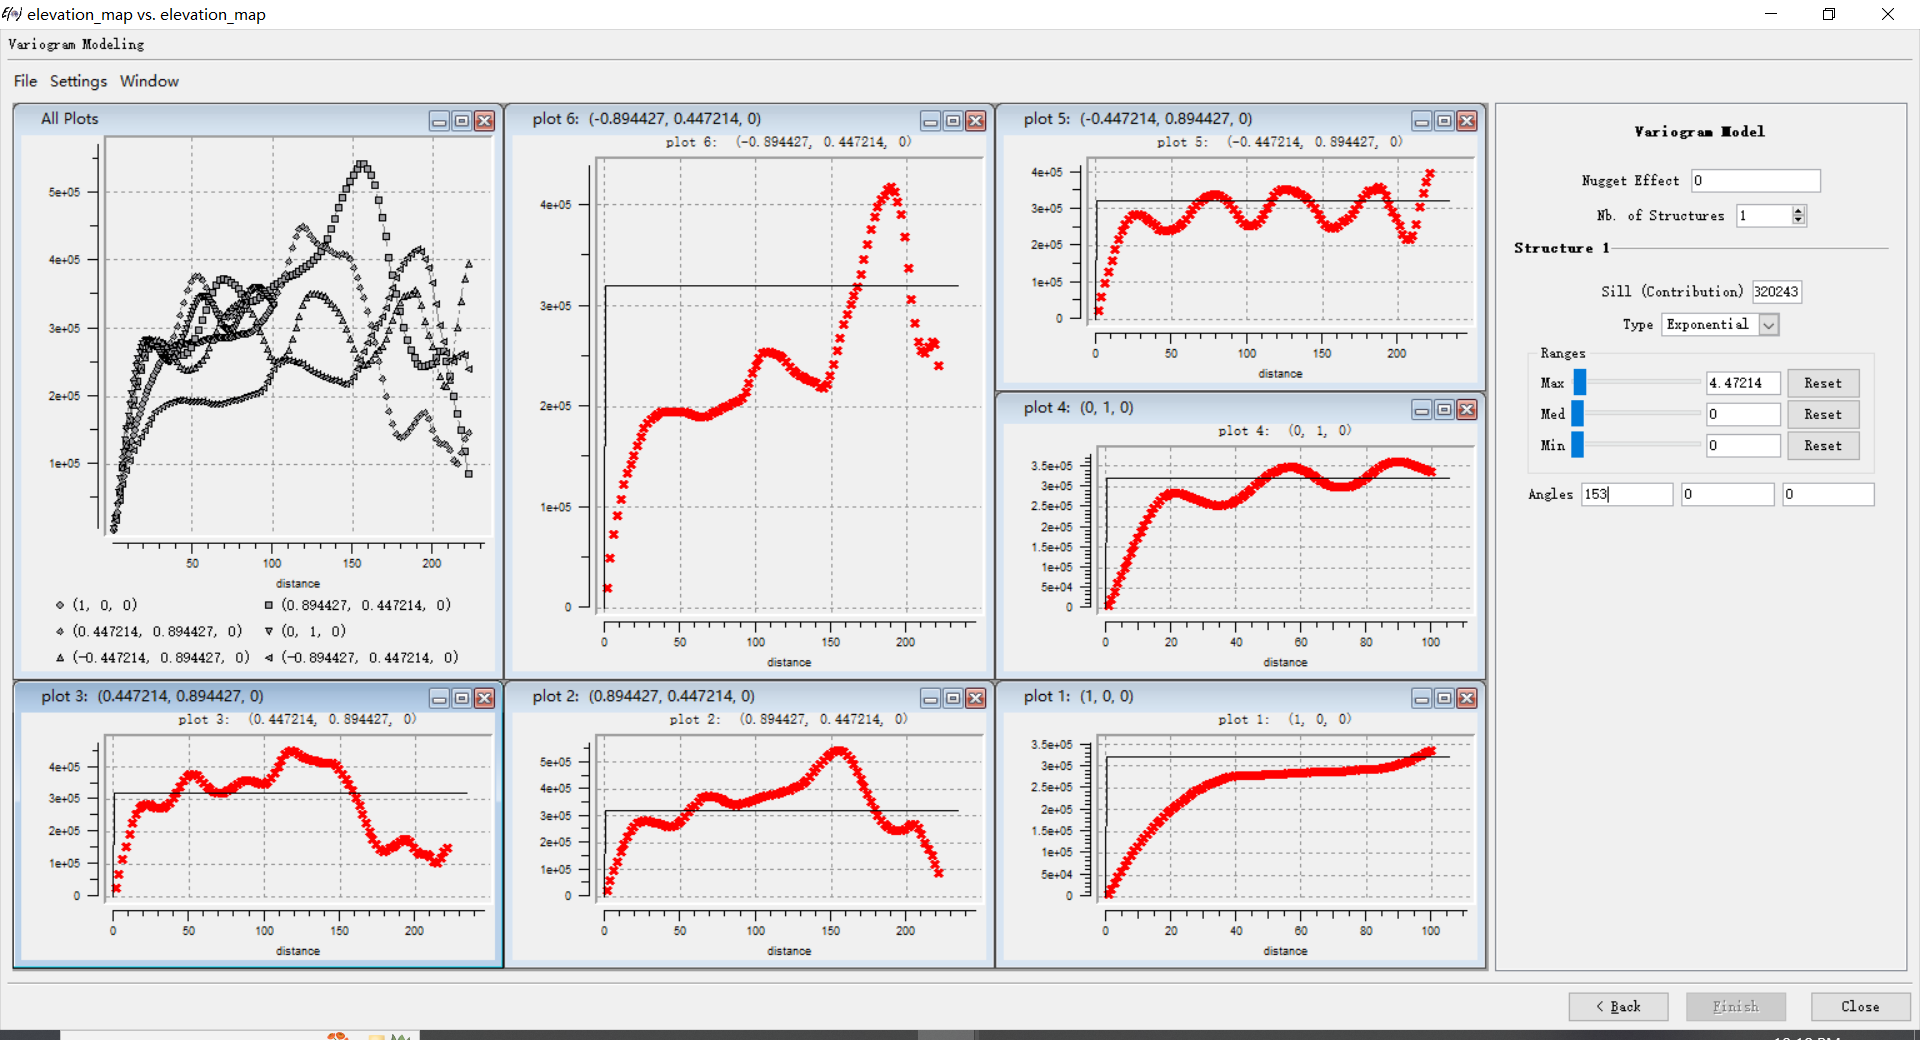 E(x) elevation_map vs. elevation_map
Variogram Modeling
File Settings Window
All Plots
5e+05
4e+05
3e+05
2e+05
1e+05
50 100 150 200
distance
(1, 0, 0) (0.894427, 0.447214, 0)
(0.447214, 0.894427, 0) (0, 1, 0)
(-0.447214, 0.894427, 0) (-0.894427, 0.447214, 0)
plot 6: (-0.894427, 0.447214, 0)
plot 6: (-0.894427, 0.447214, 0)
4e+05
3e+05
2e+05
1e+05
0
0 50 100 150 200
distance
plot 5: (-0.447214, 0.894427, 0)
plot 5: (-0.447214, 0.894427, 0)
4e+05
3e+05
2e+05
1e+05
0
0 50 100 150 200
distance
plot 4: (0, 1, 0)
plot 4: (0, 1, 0)
3.5e+05
3e+05
2.5e+05
2e+05
1.5e+05
1e+05
5e+04
0
0 20 40 60 80 100
distance
plot 3: (0.447214, 0.894427, 0)
plot 3: (0.447214, 0.894427, 0)
4e+05
3e+05
2e+05
1e+05
0
0 50 100 150 200
distance
plot 2: (0.894427, 0.447214, 0)
plot 2: (0.894427, 0.447214, 0)
5e+05
4e+05
3e+05
2e+05
1e+05
0
0 50 100 150 200
distance
plot 1: (1, 0, 0)
plot 1: (1, 0, 0)
3.5e+05
3e+05
2.5e+05
2e+05
1.5e+05
1e+05
5e+04
0
0 20 40 60 80 100
distance
Variogram Model
Nugget Effect 0
Nb. of Structures 1
Structure 1
Sill (Contribution) 320243
Type Exponential
Ranges
Max 4.47214 Reset
Med 0 Reset
Min 0 Reset
Angles 153 0 0
< Back Finish Close